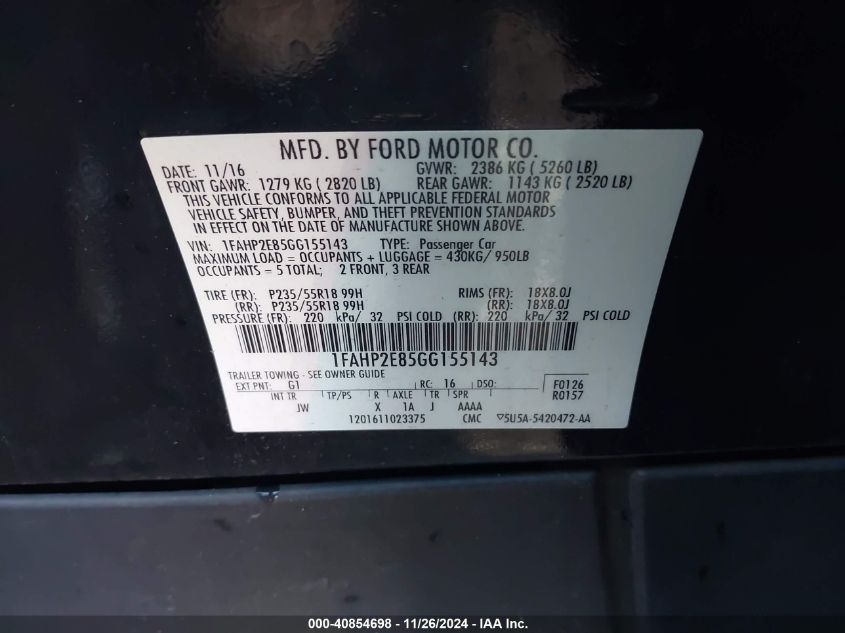 MFD. BY FORD MOTOR CO.
DATE: 11/16 GVWR: 2386 KG ( 5260 LB)
FRONT GAWR: 1279 KG ( 2820 LB) REAR GAWR: 1143 KG ( 2520 LB)
THIS VEHICLE CONFORMS TO ALL APPLICABLE FEDERAL MOTOR
VEHICLE SAFETY, BUMPER, AND THEFT PREVENTION STANDARDS
IN EFFECT ON THE DATE OF MANUFACTURE SHOWN ABOVE.
VIN: 1FAHP2E85GG155143 TYPE: Passenger Car
MAXIMUM LOAD = OCCUPANTS + LUGGAGE = 430KG/ 950LB
OCCUPANTS = 5 TOTAL; 2 FRONT, 3 REAR
TIRE (FR): P235/55R18 99H RIMS (FR): 18X8.0J
(RR): P235/55R18 99H (RR): 18X8.0J
PRESSURE (FR): 220 kPa/ 32 PSI COLD (RR): 220 kPa/ 32 PSI COLD
1FAHP2E85GG155143
TRAILER TOWING - SEE OWNER GUIDE
EXT PNT: G1 RC: 16 DSO: F0126
INT TR TP/PS R AXLE TR SPR R0157
JW X 1A J AAAA
1201611023375 CMC ▽5U5A-5420472-AA
000-40854698 - 11/26/2024 - IAA Inc.